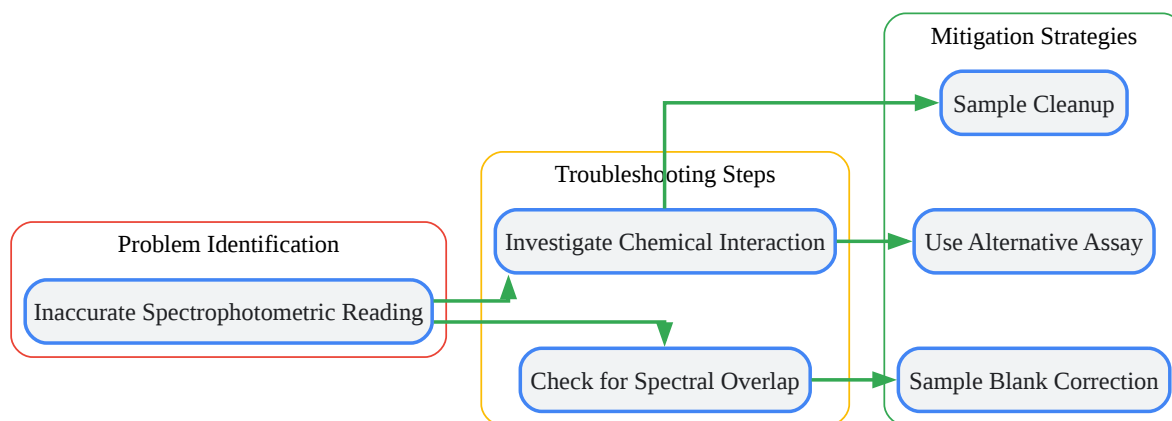 Problem Identification
Inaccurate Spectrophotometric Reading
Troubleshooting Steps
Investigate Chemical Interaction
Check for Spectral Overlap
Mitigation Strategies
Sample Cleanup
Use Alternative Assay
Sample Blank Correction